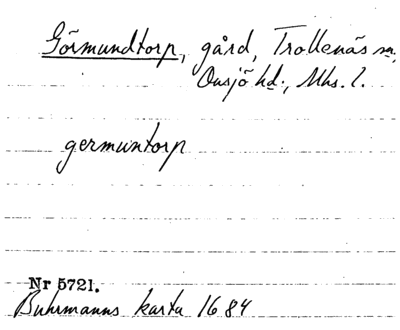 Görmundtorp, gård, Trollenäs sn,
Onsjö hd., Mhs. l.
germuntorp
Nr 5721.
Buhrmanns karta 1684